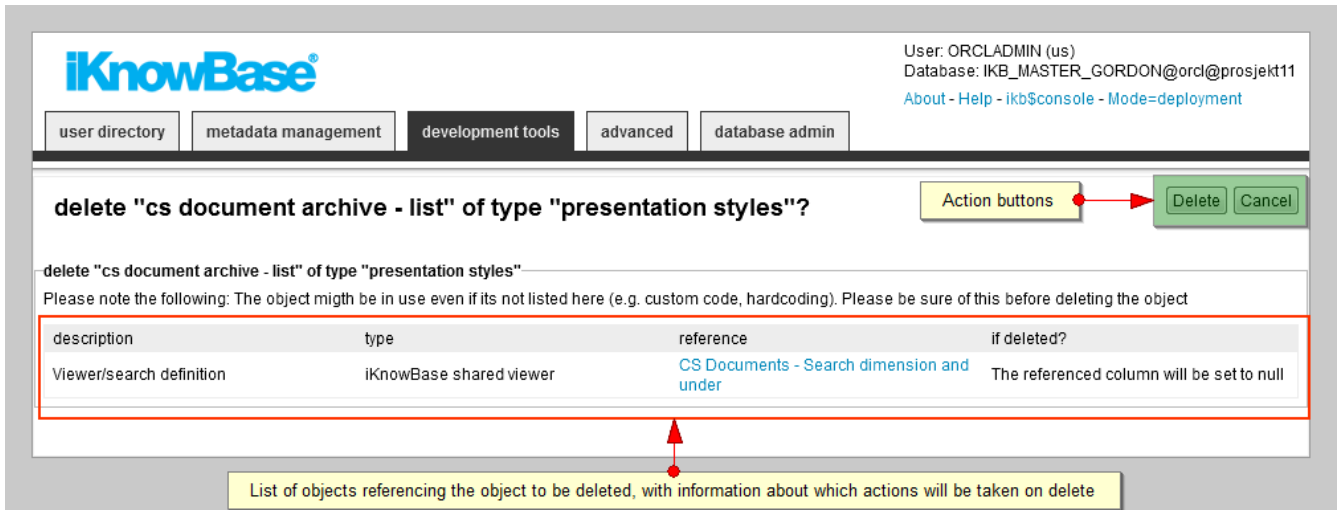 iKnowBase®
User: ORCLADMIN (us)
Database: IKB_MASTER_GORDON@orcl@prosjekt11
About - Help - ikb$console - Mode=deployment
user directory metadata management development tools advanced database admin
delete "cs document archive - list" of type "presentation styles"? Action buttons Delete Cancel
delete "cs document archive - list" of type "presentation styles"
Please note the following: The object migth be in use even if its not listed here (e.g. custom code, hardcoding). Please be sure of this before deleting the object
description type reference if deleted?
Viewer/search definition iKnowBase shared viewer CS Documents - Search dimension and
under The referenced column will be set to null
List of objects referencing the object to be deleted, with information about which actions will be taken on delete